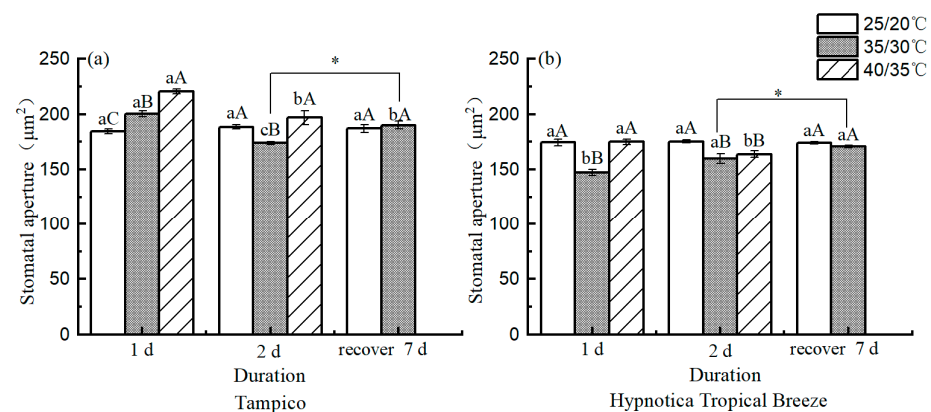 25/20℃
35/30℃
40/35℃
(a)
250
200
150
100
50
0
Stomatal aperture（ μm²）
aC aB aA
aA cB bA
aA bA
*
1 d 2 d recover 7 d
Duration
Tampico
(b)
250
200
150
100
50
0
Stomatal aperture（ μm²）
aA bB aA
aA aB bB
aA aA
*
1 d 2 d recover 7 d
Duration
Hypnotica Tropical Breeze